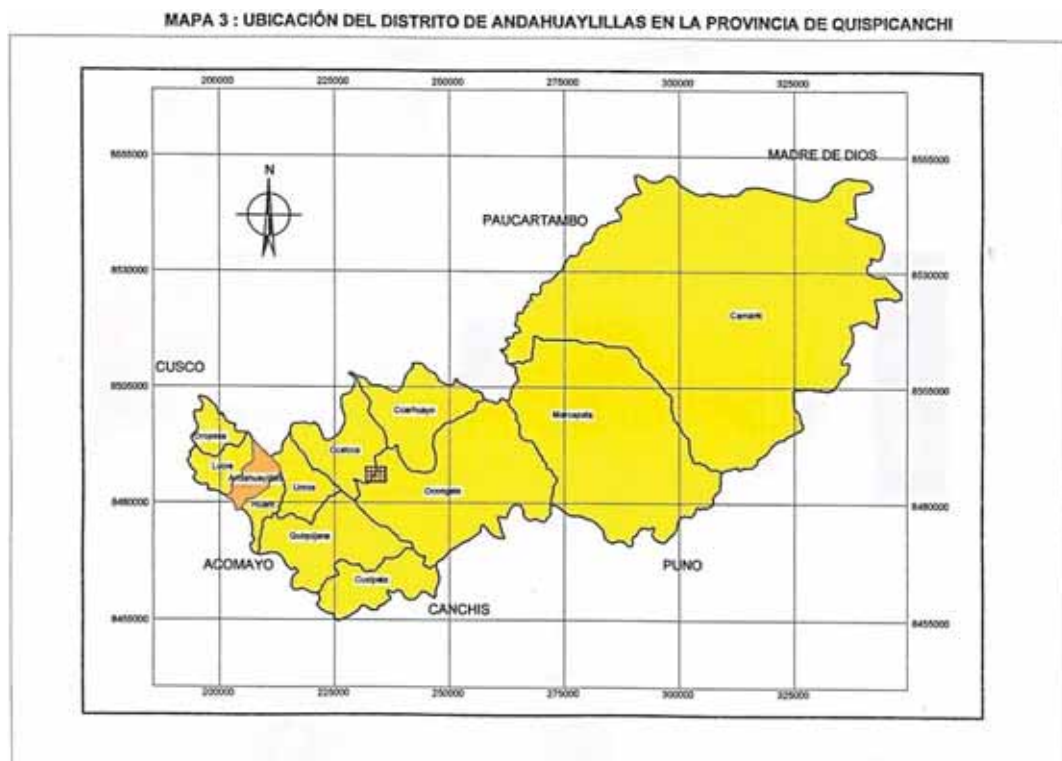 MAPA 3 : UBICACIÓN DEL DISTRITO DE ANDAHUAYLILLAS EN LA PROVINCIA DE QUISPICANCHI
200000 225000 250000 275000 300000 325000
8555000 8555000
MADRE DE DIOS
N
PAUCARTAMBO
8530000 8530000
Camanti
CUSCO
8505000 8505000
Ccarhuayo
Marcapata
Oropesa
Ccatcca
Lucre
Andahuaylillas
Urcos
Ocongate
8480000 8480000
Huaro
Quiquijana
ACOMAYO
PUNO
Cusipata
CANCHIS
8455000 8455000
200000 225000 250000 275000 300000 325000